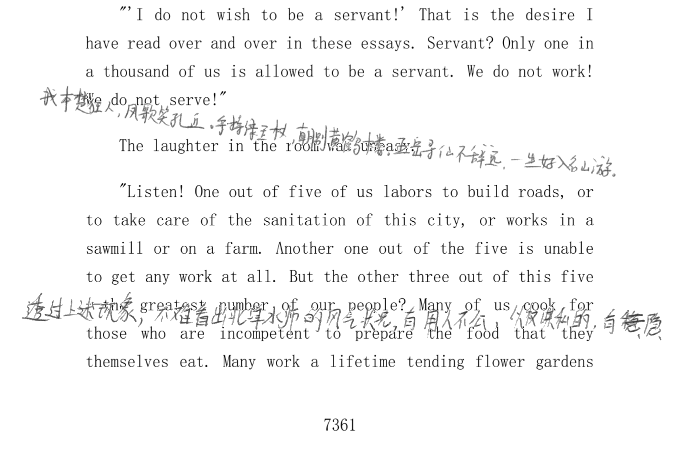 "'I do not wish to be a servant!' That is the desire I
have read over and over in these essays. Servant? Only one in
a thousand of us is allowed to be a servant. We do not work!
We do not serve!"
我本楚狂人,凤歌笑孔丘。手持绿玉杖,朝别黄鹤楼。五岳寻仙不辞远,一生好入名山游。
The laughter in the room was uneasy.
"Listen! One out of five of us labors to build roads, or
to take care of the sanitation of this city, or works in a
sawmill or on a farm. Another one out of the five is unable
to get any work at all. But the other three out of this five
greatest number of our people? Many of us cook for
透过上述现象,不难看出北洋水师的风气状况,有用人不公,以权谋私的,有
those who are incompetent to prepare the food that they
themselves eat. Many work a lifetime tending flower gardens
7361